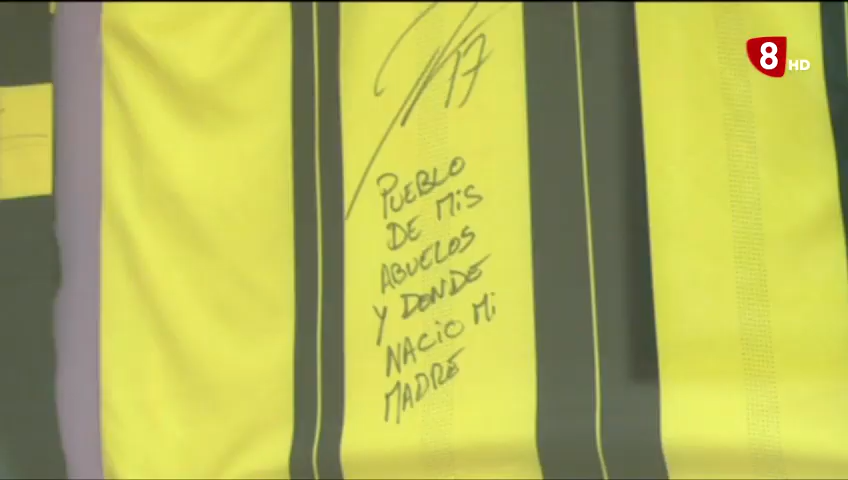 8 HD
17
PUEBLO
DE MIS
ABUELOS
Y DONDE
NACIO MI
MADRE